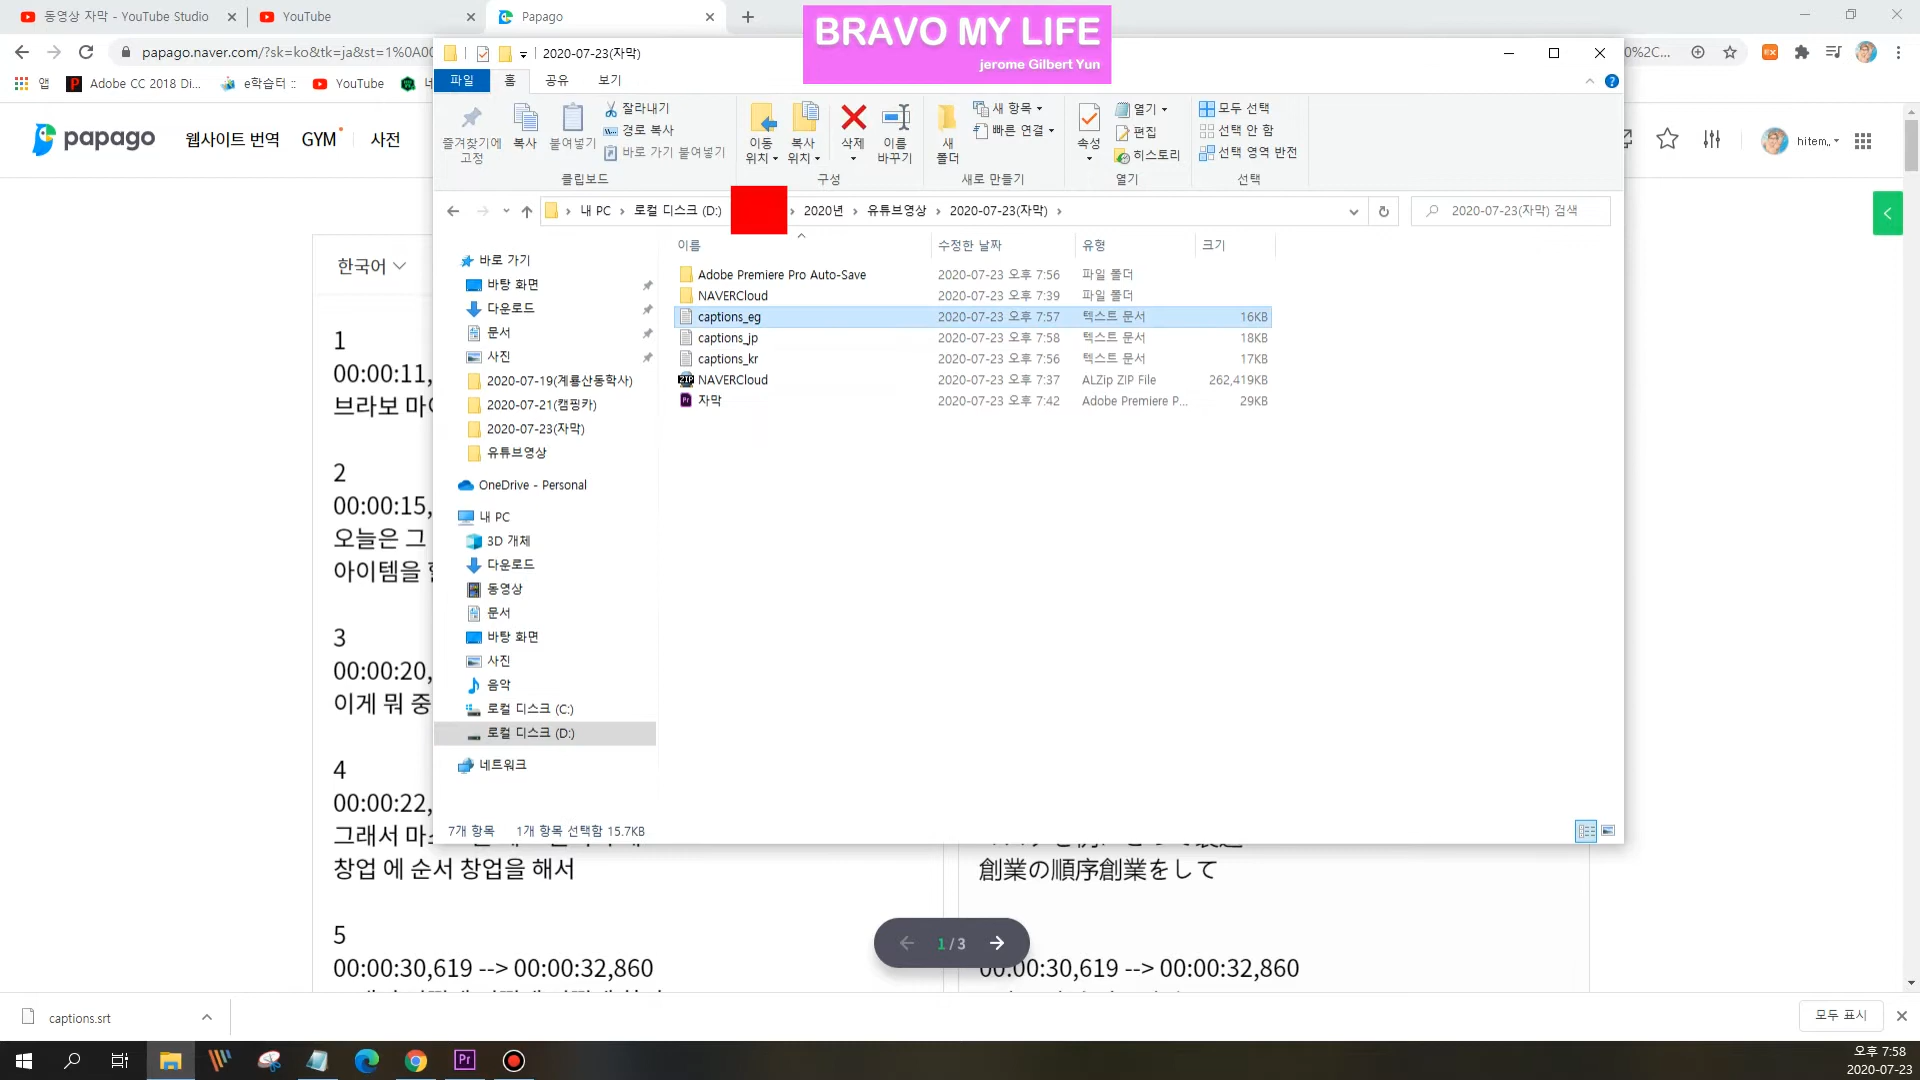 동영상 자막 - YouTube Studio
YouTube
Papago
BRAVO MY LIFE
jerome Gilbert Yun
papago.naver.com/?sk=ko&tk=ja&st=1%0A0
0%2C...
앱
Adobe CC 2018 Di...
e학습터 ::
YouTube
papago
웹사이트 번역
GYM
사전
hitem,,
2020-07-23(자막)
파일
홈
공유
보기
즐겨찾기에
고정
복사
붙여넣기
잘라내기
경로 복사
바로 가기 붙여넣기
클립보드
이동
위치
복사
위치
삭제
이름
바꾸기
구성
새
폴더
새 항목
빠른 연결
새로 만들기
속성
열기
편집
히스토리
열기
모두 선택
선택 안 함
선택 영역 반전
선택
내 PC
로컬 디스크 (D:)
2020년
유튜브영상
2020-07-23(자막)
2020-07-23(자막) 검색
이름
수정한 날짜
유형
크기
Adobe Premiere Pro Auto-Save 2020-07-23 오후 7:56 파일 폴더
NAVERCloud 2020-07-23 오후 7:39 파일 폴더
captions_eg 2020-07-23 오후 7:57 텍스트 문서 16KB
captions_jp 2020-07-23 오후 7:58 텍스트 문서 18KB
captions_kr 2020-07-23 오후 7:56 텍스트 문서 17KB
NAVERCloud 2020-07-23 오후 7:37 ALZip ZIP File 262,419KB
자막 2020-07-23 오후 7:42 Adobe Premiere P... 29KB
바로 가기
바탕 화면
다운로드
문서
사진
2020-07-19(계룡산동학사)
2020-07-21(캠핑카)
2020-07-23(자막)
유튜브영상
OneDrive - Personal
내 PC
3D 개체
다운로드
동영상
문서
바탕 화면
사진
음악
로컬 디스크 (C:)
로컬 디스크 (D:)
네트워크
7개 항목
1개 항목 선택함 15.7KB
한국어
1
00:00:11,
브라보 마이
2
00:00:15,
오늘은 그
아이템을
3
00:00:20,
이게 뭐 중
4
00:00:22,
그래서
창업 에 순서 창업을 해서
創業の順序創業をして
5
00:00:30,619 --> 00:00:32,860
00:00:30,619 --> 00:00:32,860
1 / 3
captions.srt
모두 표시
오후 7:58
2020-07-23